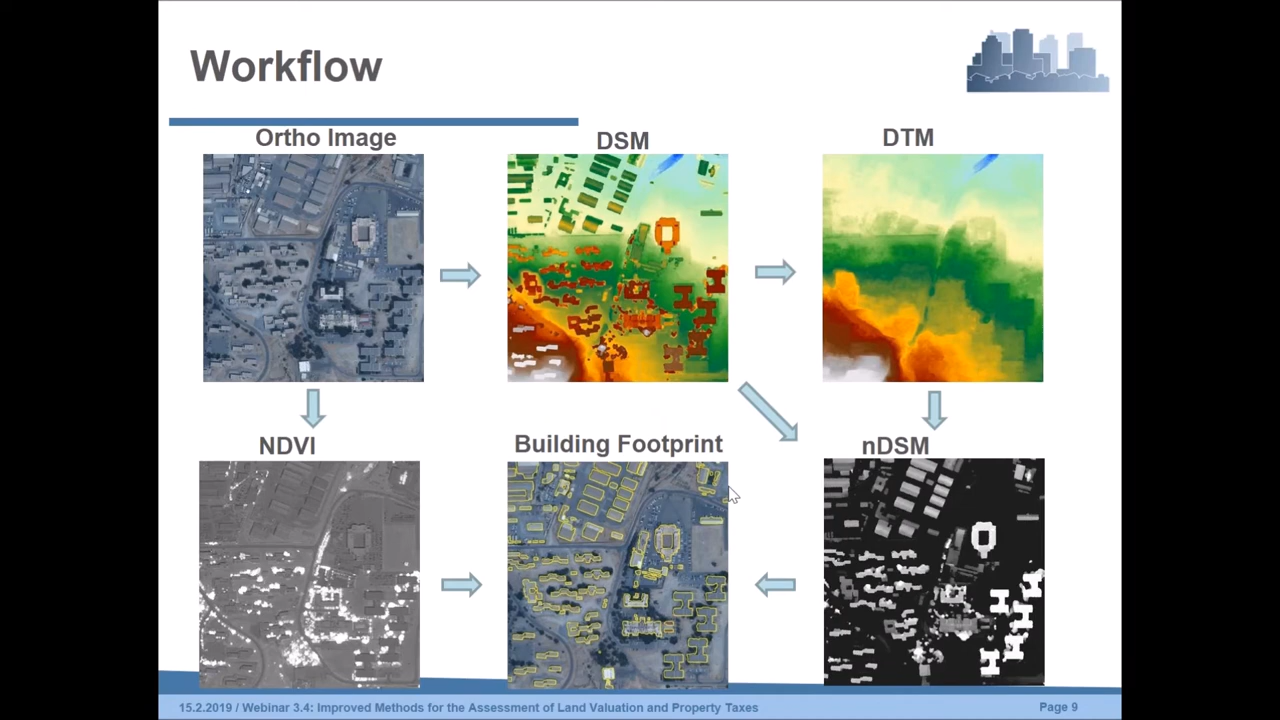 Workflow
Ortho Image
DSM
DTM
NDVI
Building Footprint
nDSM
15.2.2019 / Webinar 3.4: Improved Methods for the Assessment of Land Valuation and Property Taxes
Page 9